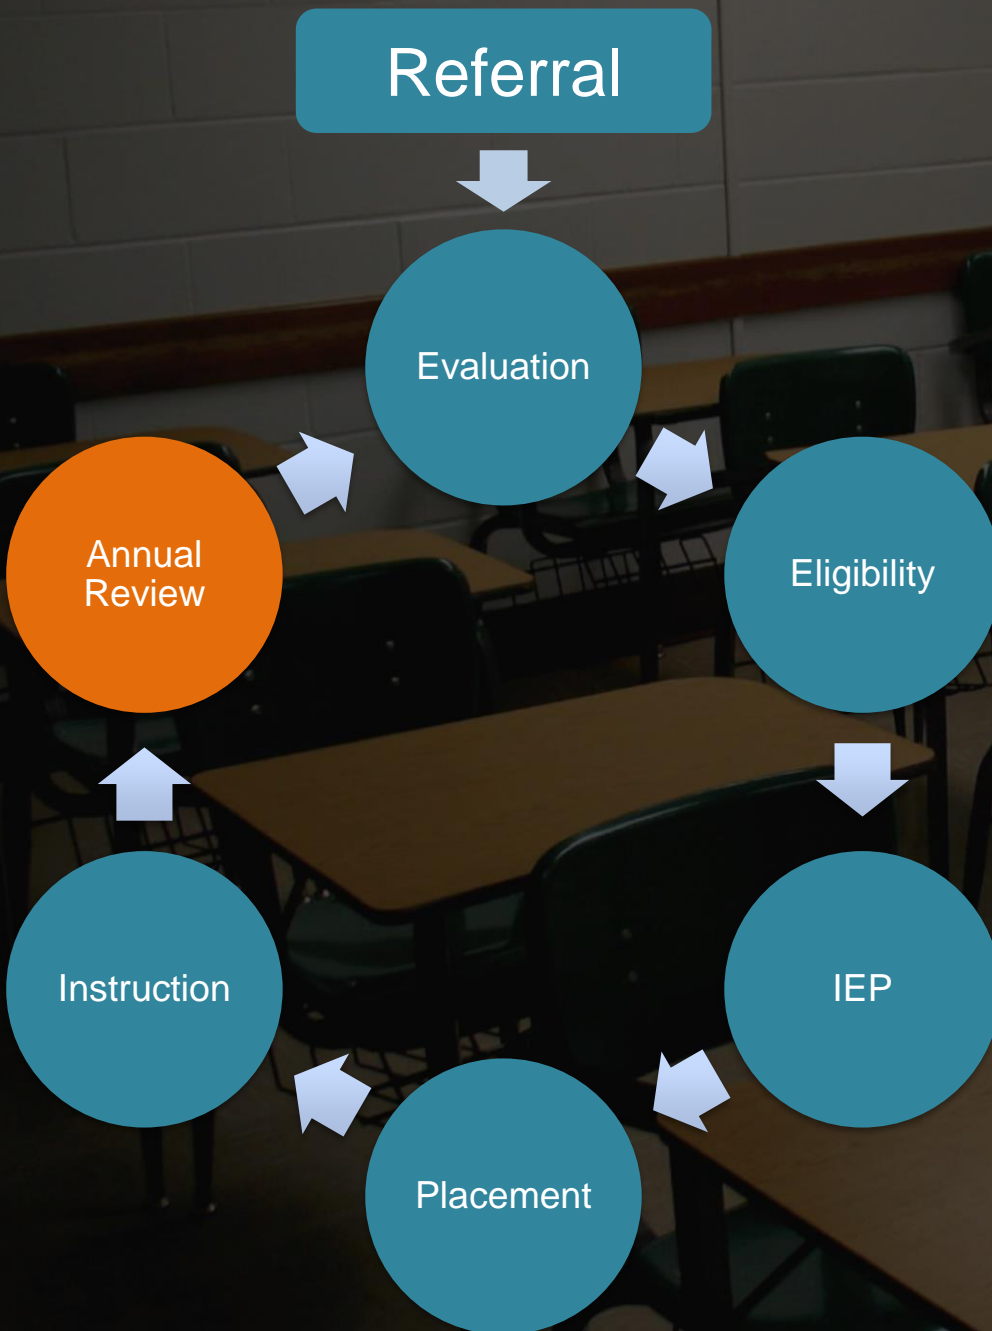 Referral
Evaluation
Eligibility
IEP
Placement
Instruction
Annual
Review